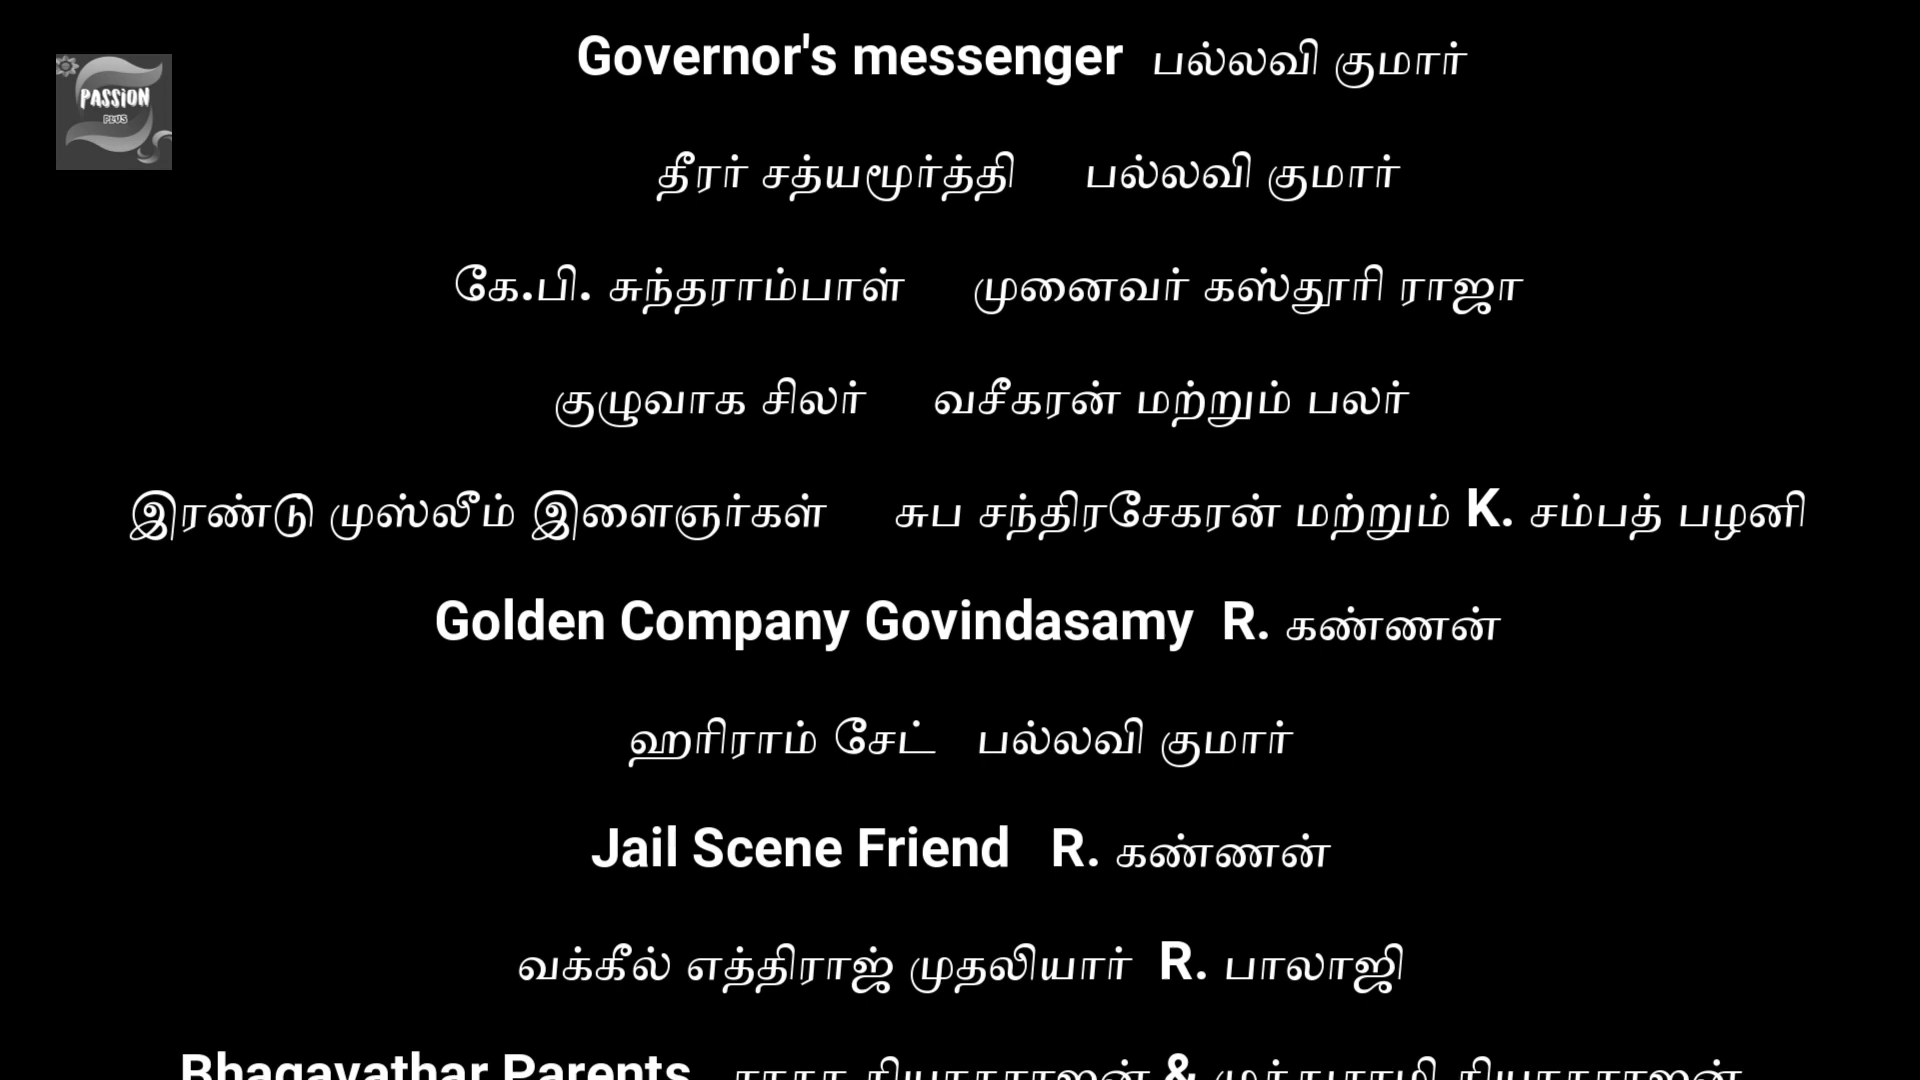 PASSION
PLUS
Governor's messenger பல்லவி குமார்
தீரர் சத்யமூர்த்தி பல்லவி குமார்
கே.பி. சுந்தராம்பாள் முனைவர் கஸ்தூரி ராஜா
குழுவாக சிலர் வசீகரன் மற்றும் பலர்
இரண்டு முஸ்லீம் இளைஞர்கள் சுப சந்திரசேகரன் மற்றும் K. சம்பத் பழனி
Golden Company Govindasamy R. கண்ணன்
ஹரிராம் சேட் பல்லவி குமார்
Jail Scene Friend R. கண்ணன்
வக்கீல் எத்திராஜ் முதலியார் R. பாலாஜி
Bhagavathar Parents &